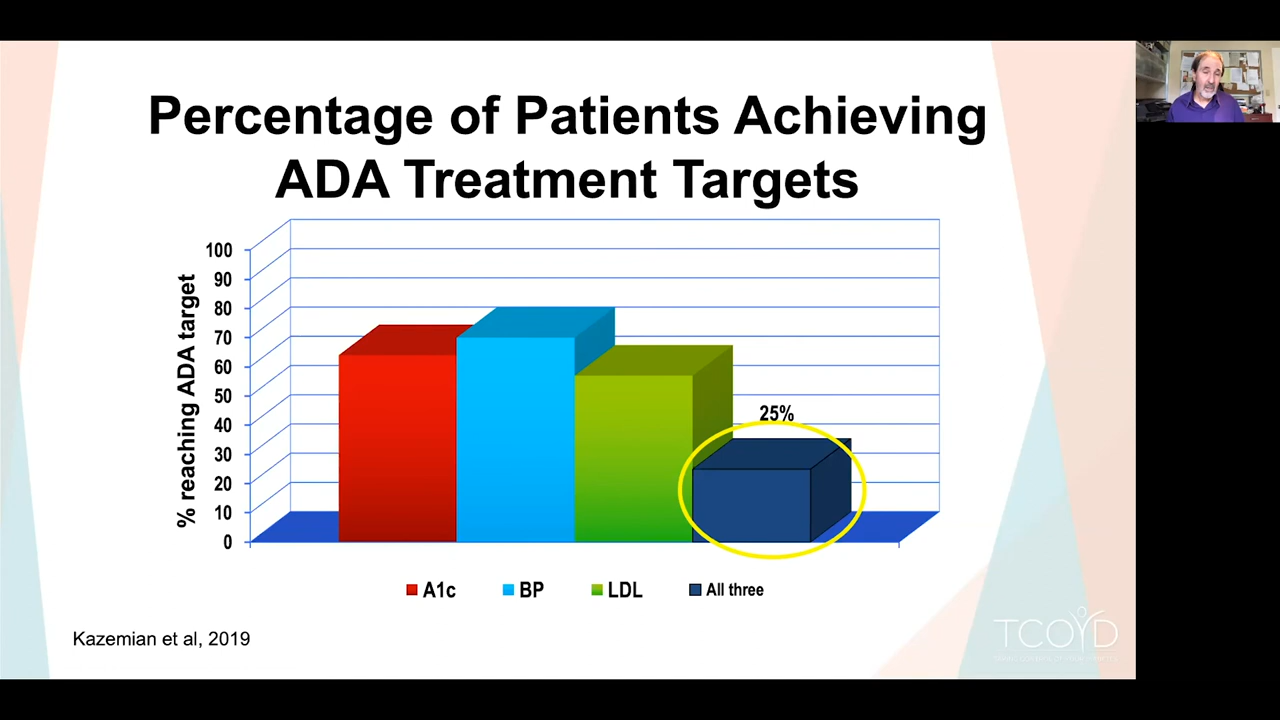 Percentage of Patients Achieving
ADA Treatment Targets
% reaching ADA target
100
90
80
70
60
50
40
30
20
10
0
25%
A1c BP LDL All three
Kazemian et al, 2019
TCOYD